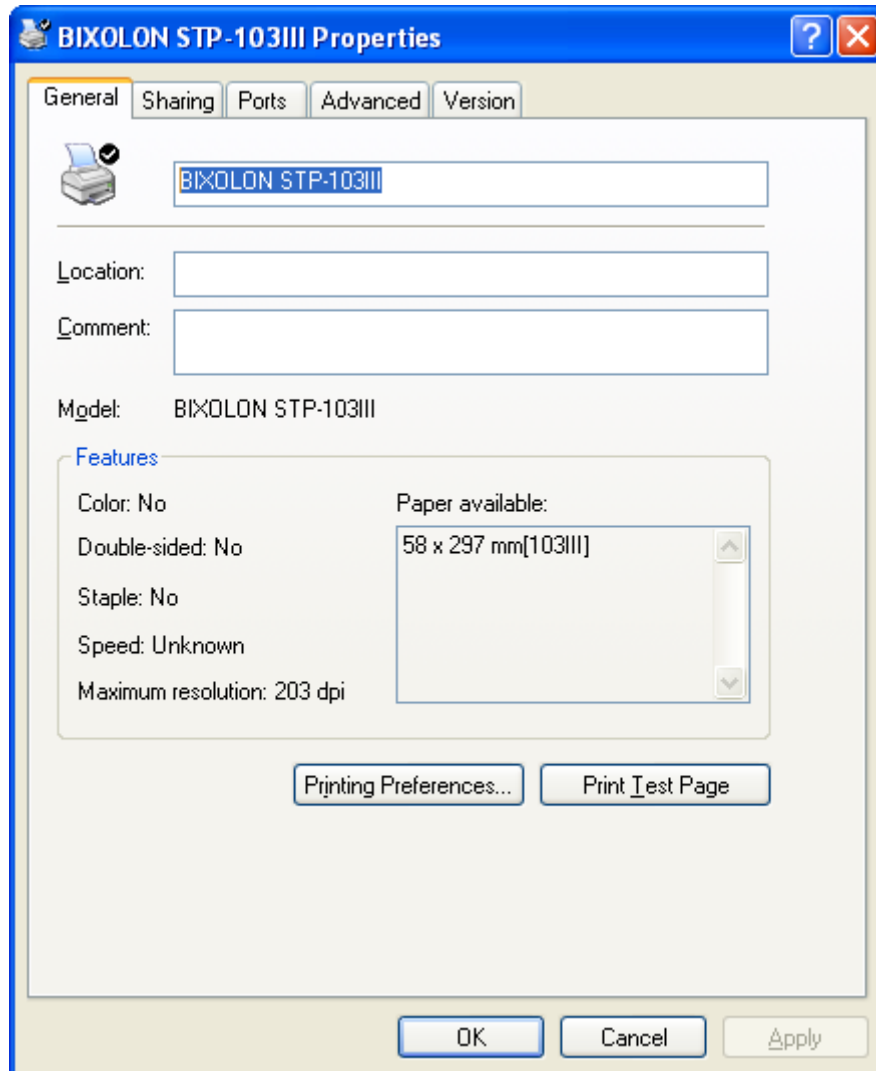 BIXOLON STP-103III Properties
General Sharing Ports Advanced Version
BIXOLON STP-103III
Location:
Comment:
Model: BIXOLON STP-103III
Features
Color: No
Double-sided: No
Staple: No
Speed: Unknown
Maximum resolution: 203 dpi
Paper available:
58 x 297 mm[103III]
Printing Preferences...
Print Test Page
OK
Cancel
Apply